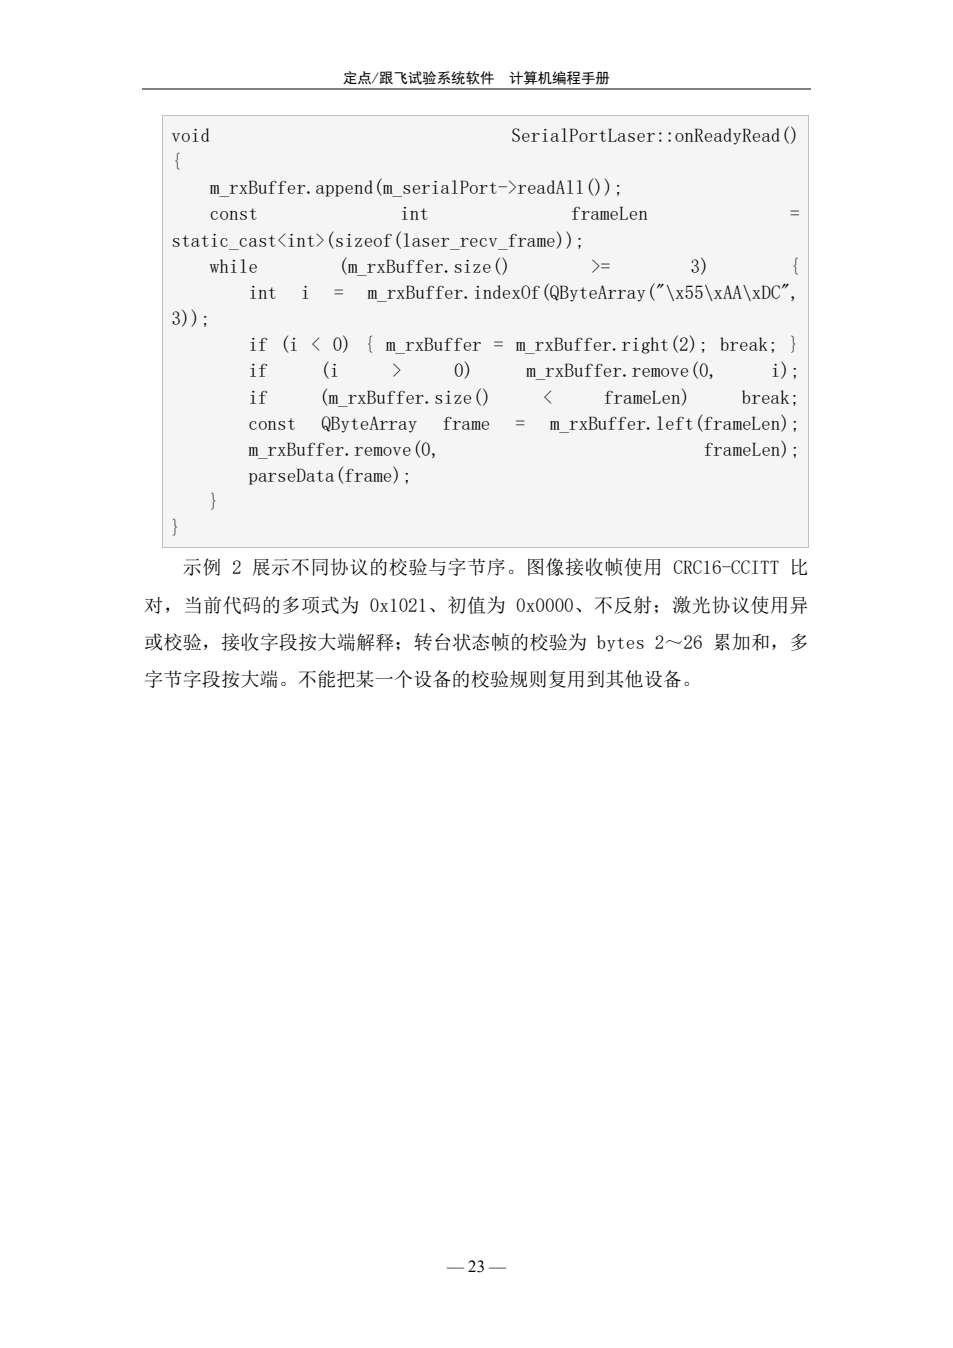 定点/跟飞试验系统软件　计算机编程手册
void SerialPortLaser::onReadyRead()
{
    m_rxBuffer.append(m_serialPort->readAll());
    const int frameLen =
static_cast<int>(sizeof(laser_recv_frame));
    while (m_rxBuffer.size() >= 3) {
        int i = m_rxBuffer.indexOf(QByteArray("\x55\xAA\xDC",
3));
        if (i < 0) { m_rxBuffer = m_rxBuffer.right(2); break; }
        if (i > 0) m_rxBuffer.remove(0, i);
        if (m_rxBuffer.size() < frameLen) break;
        const QByteArray frame = m_rxBuffer.left(frameLen);
        m_rxBuffer.remove(0, frameLen);
        parseData(frame);
    }
}
示例 2 展示不同协议的校验与字节序。图像接收帧使用 CRC16-CCITT 比
对，当前代码的多项式为 0x1021、初值为 0x0000、不反射；激光协议使用异
或校验，接收字段按大端解释；转台状态帧的校验为 bytes 2～26 累加和，多
字节字段按大端。不能把某一个设备的校验规则复用到其他设备。
— 23 —